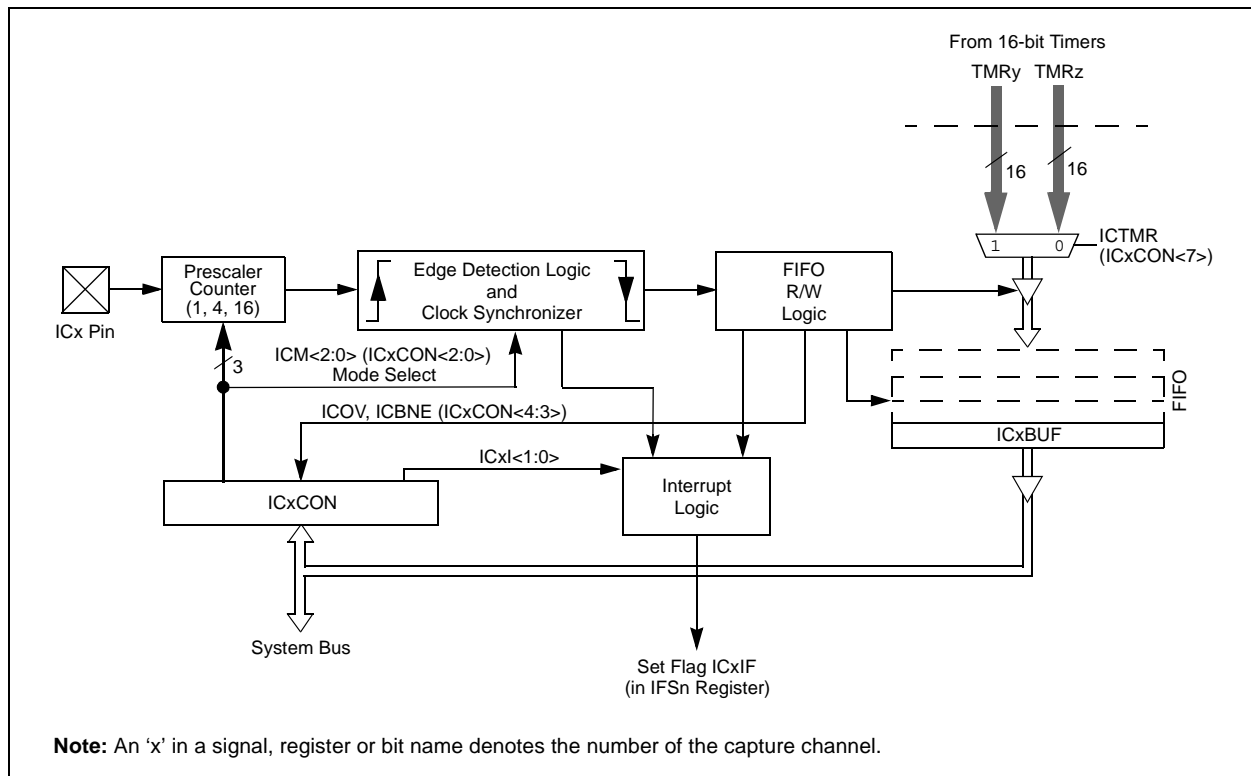 From 16-bit Timers
TMRy TMRz
16 16
1 0
ICTMR
(ICxCON<7>)
ICx Pin
Prescaler
Counter
(1, 4, 16)
Edge Detection Logic
and
Clock Synchronizer
FIFO
R/W
Logic
3
ICM<2:0> (ICxCON<2:0>)
Mode Select
FIFO
ICOV, ICBNE (ICxCON<4:3>)
ICxBUF
ICxI<1:0>
ICxCON
Interrupt
Logic
System Bus
Set Flag ICxIF
(in IFSn Register)
Note: An ‘x’ in a signal, register or bit name denotes the number of the capture channel.